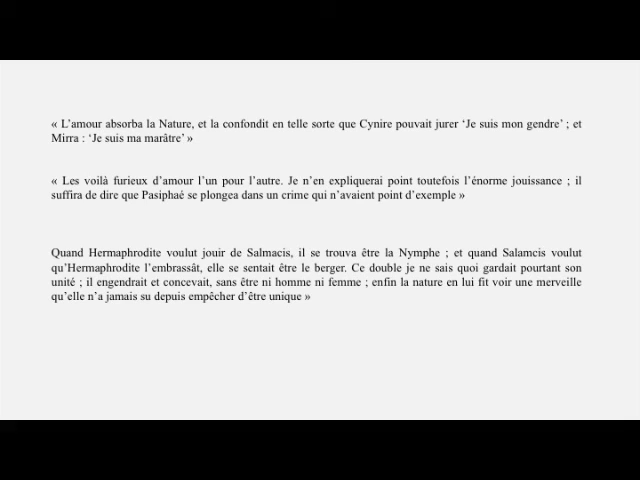 « L’amour absorba la Nature, et la confondit en telle sorte que Cynire pouvait jurer ‘Je suis mon gendre’ ; et
Mirra : ‘Je suis ma marâtre’ »
« Les voilà furieux d’amour l’un pour l’autre. Je n’en expliquerai point toutefois l’énorme jouissance ; il
suffira de dire que Pasiphaé se plongea dans un crime qui n’avaient point d’exemple »
Quand Hermaphrodite voulut jouir de Salmacis, il se trouva être la Nymphe ; et quand Salamcis voulut
qu’Hermaphrodite l’embrassât, elle se sentait être le berger. Ce double je ne sais quoi gardait pourtant son
unité ; il engendrait et concevait, sans être ni homme ni femme ; enfin la nature en lui fit voir une merveille
qu’elle n’a jamais su depuis empêcher d’être unique »